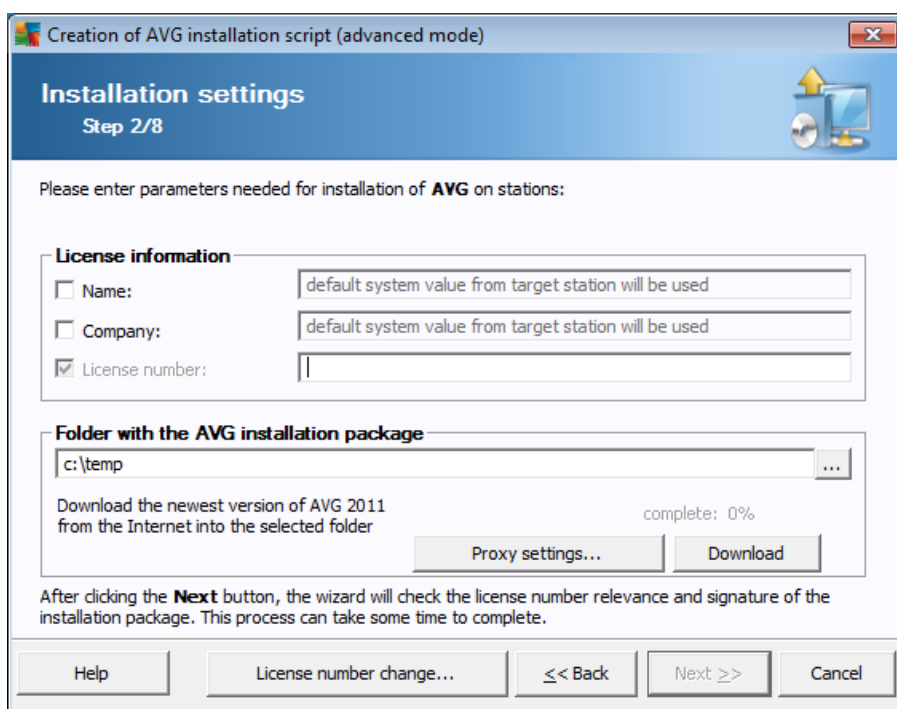 Creation of AVG installation script (advanced mode)
Installation settings
Step 2/8
Please enter parameters needed for installation of AVG on stations:
License information
Name:
default system value from target station will be used
Company:
default system value from target station will be used
License number:
Folder with the AVG installation package
c:\temp
...
Download the newest version of AVG 2011
from the Internet into the selected folder
complete: 0%
Proxy settings...
Download
After clicking the Next button, the wizard will check the license number relevance and signature of the
installation package. This process can take some time to complete.
Help
License number change...
<< Back
Next >>
Cancel